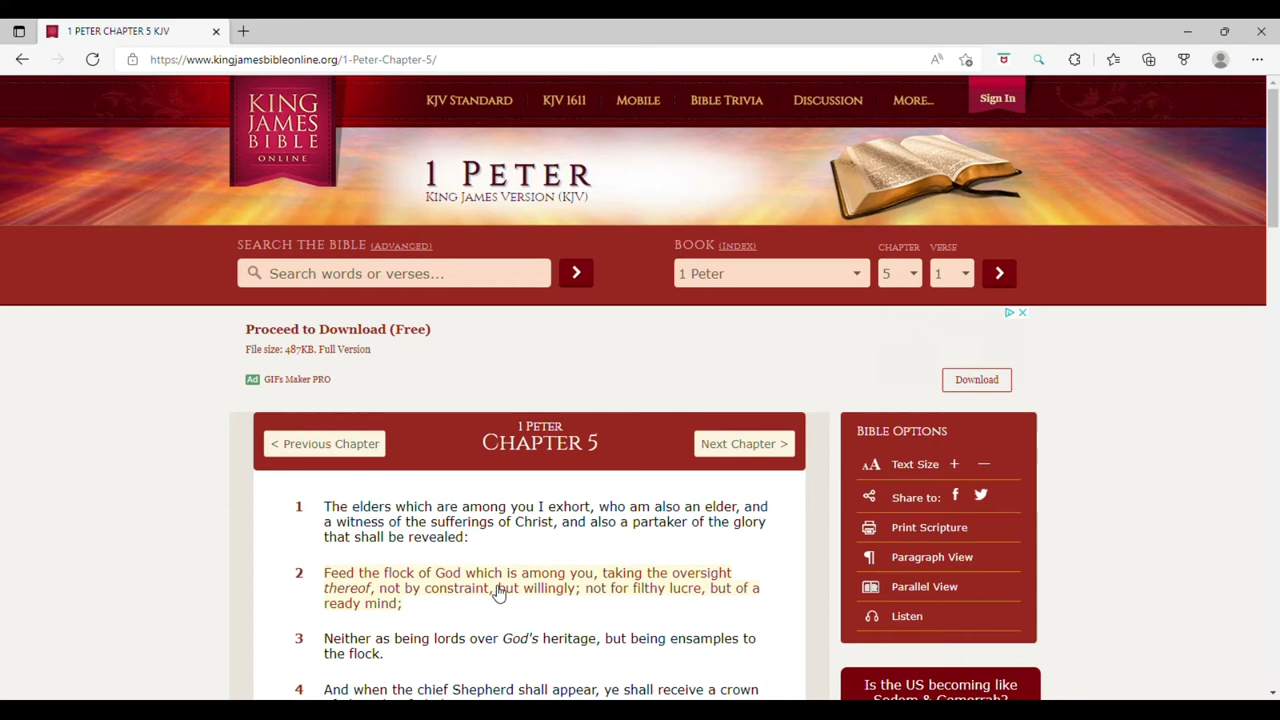 1 PETER CHAPTER 5 KJV
https://www.kingjamesbibleonline.org/1-Peter-Chapter-5/
KING
JAMES
BIBLE
ONLINE
KJV STANDARD
KJV 1611
MOBILE
BIBLE TRIVIA
DISCUSSION
MORE...
Sign In
1 PETER
KING JAMES VERSION (KJV)
SEARCH THE BIBLE (ADVANCED)
BOOK (INDEX)
CHAPTER
VERSE
Search words or verses...
1 Peter
5
1
Proceed to Download (Free)
File size: 487KB. Full Version
Ad GIFs Maker PRO
Download
< Previous Chapter
1 PETER
CHAPTER 5
Next Chapter >
1 The elders which are among you I exhort, who am also an elder, and
a witness of the sufferings of Christ, and also a partaker of the glory
that shall be revealed:
2 Feed the flock of God which is among you, taking the oversight
thereof, not by constraint, but willingly; not for filthy lucre, but of a
ready mind;
3 Neither as being lords over God's heritage, but being ensamples to
the flock.
4 And when the chief Shepherd shall appear, ye shall receive a crown
BIBLE OPTIONS
AA Text Size + —
Share to:
Print Scripture
Paragraph View
Parallel View
Listen
Is the US becoming like
Sodom & Gomorrah?